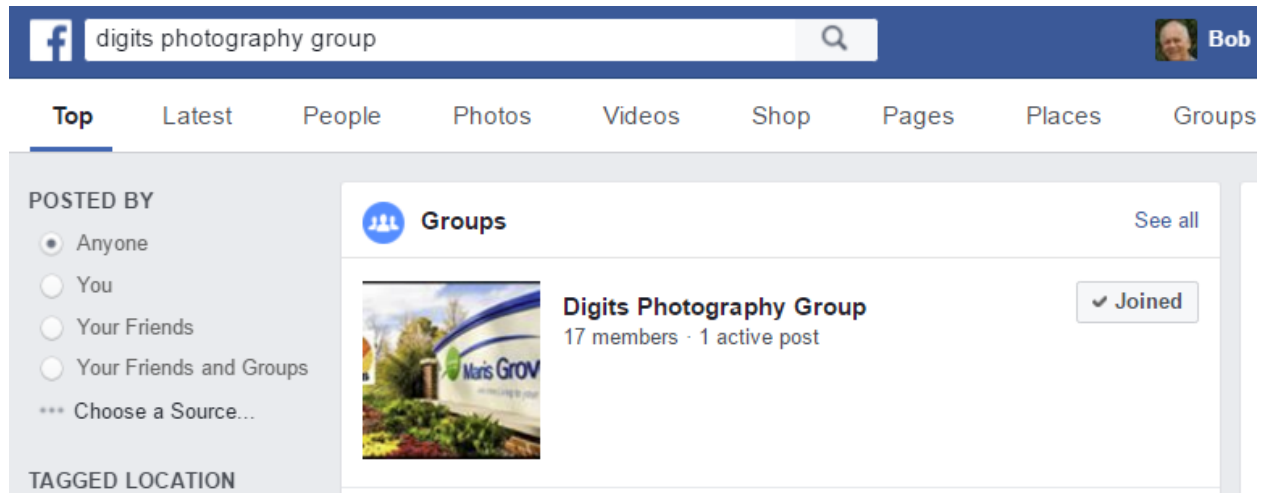 f digits photography group Bob
Top Latest People Photos Videos Shop Pages Places Groups
POSTED BY
Anyone
You
Your Friends
Your Friends and Groups
Choose a Source...
TAGGED LOCATION
Groups See all
Maris Grov
Digits Photography Group
17 members · 1 active post
Joined